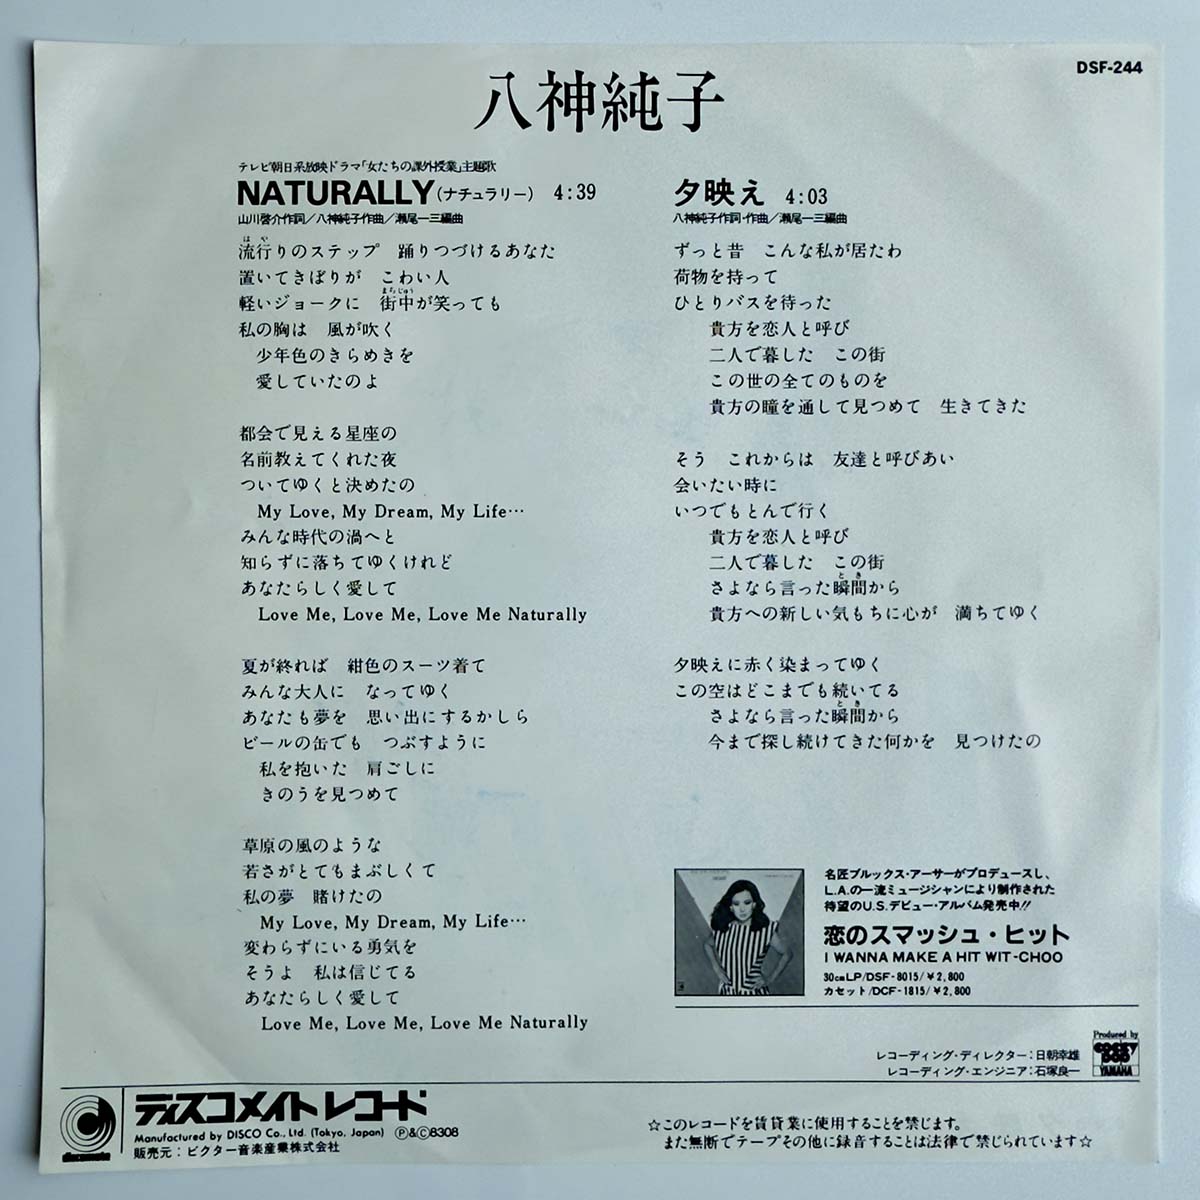 DSF-244
八神純子
テレビ朝日系放映ドラマ「女たちの課外授業」主題歌
NATURALLY(ナチュラリー) 4:39
山川啓介作詞/八神純子作曲/瀬尾一三編曲
はや
流行りのステップ 踊りつづけるあなた
置いてきぼりが こわい人
まちじゅう
軽いジョークに 街中が笑っても
私の胸は 風が吹く
少年色のきらめきを
愛していたのよ
都会で見える星座の
名前教えてくれた夜
ついてゆくと決めたの
My Love, My Dream, My Life…
みんな時代の渦へと
知らずに落ちてゆくけれど
あなたらしく愛して
Love Me, Love Me, Love Me Naturally
夏が終れば 紺色のスーツ着て
みんな大人に なってゆく
あなたも夢を 思い出にするかしら
ビールの缶でも つぶすように
私を抱いた 肩ごしに
きのうを見つめて
草原の風のような
若さがとてもまぶしくて
私の夢 賭けたの
My Love, My Dream, My Life…
変わらずにいる勇気を
そうよ 私は信じてる
あなたらしく愛して
Love Me, Love Me, Love Me Naturally
夕映え 4:03
八神純子作詞・作曲/瀬尾一三編曲
ずっと昔 こんな私が居たわ
荷物を持って
ひとりバスを待った
貴方を恋人と呼び
二人で暮した この街
この世の全てのものを
貴方の瞳を通して見つめて 生きてきた
そう これからは 友達と呼びあい
会いたい時に
いつでもとんで行く
貴方を恋人と呼び
二人で暮した この街
とき
さよなら言った瞬間から
貴方への新しい気もちに心が 満ちてゆく
夕映えに赤く染まってゆく
この空はどこまでも続いてる
とき
さよなら言った瞬間から
今まで探し続けてきた何かを 見つけたの
名匠ブルックス・アーサーがプロデュースし、
L.A.の一流ミュージシャンにより制作された
待望のU.S.デビュー・アルバム発売中!!
恋のスマッシュ・ヒット
I WANNA MAKE A HIT WIT-CHOO
30cmLP/DSF-8015/¥2,800
カセット/DCF-1815/¥2,800
Produced by
COCKY POP
YAMAHA
レコーディング・ディレクター:日朝幸雄
レコーディング・エンジニア:石塚良一
discomate
ディスコメイトレコード
Manufactured by DISCO Co., Ltd. (Tokyo, Japan) Ⓟ&Ⓒ8308
販売元:ビクター音楽産業株式会社
☆このレコードを賃貸業に使用することを禁じます。
また無断でテープその他に録音することは法律で禁じられています☆